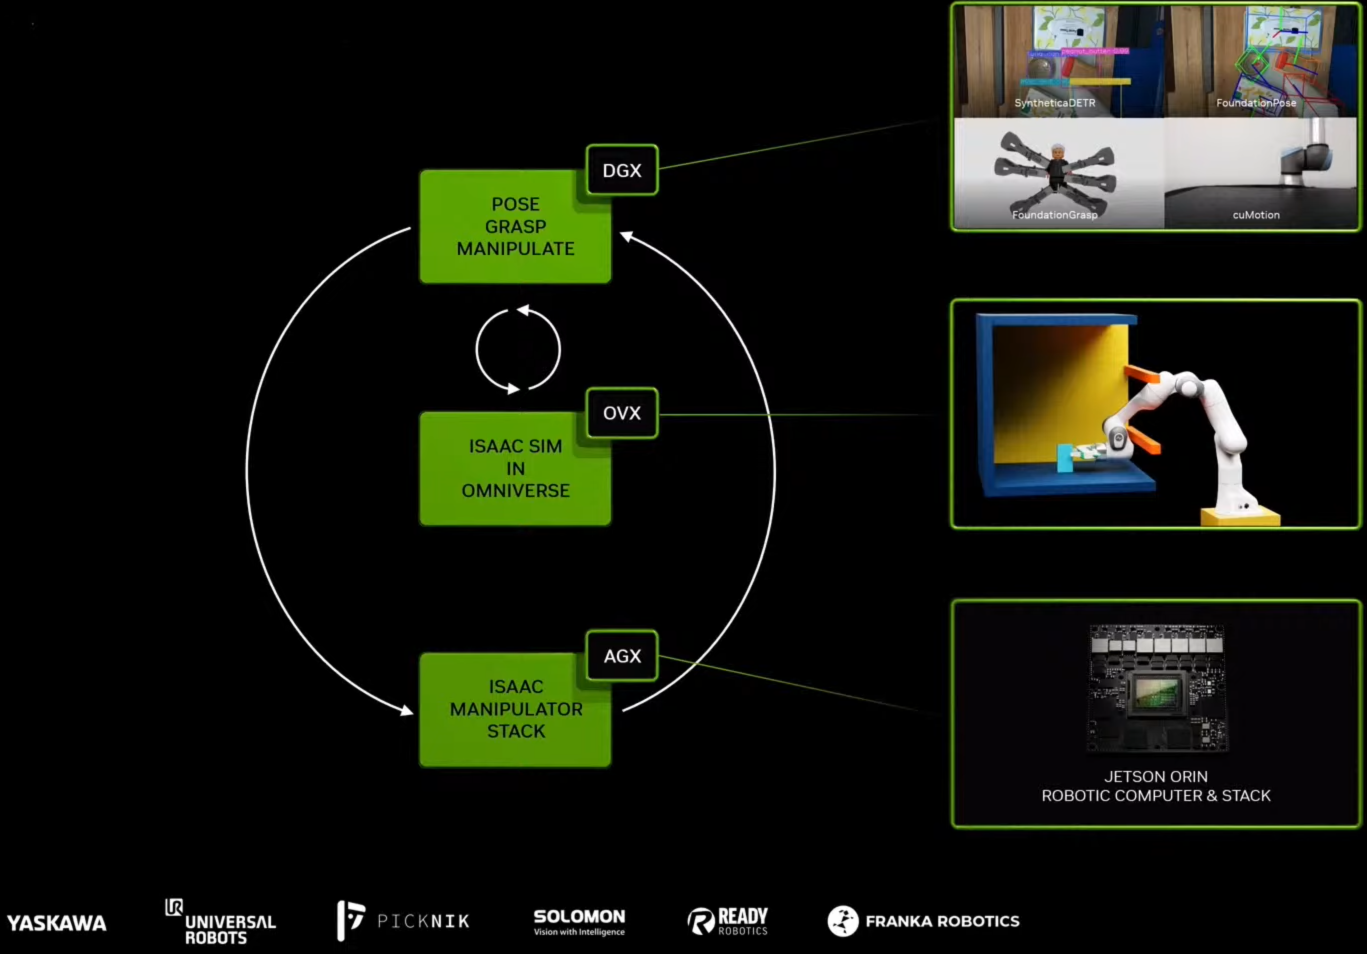 DGX
POSE
GRASP
MANIPULATE
OVX
ISAAC SIM
IN
OMNIVERSE
AGX
ISAAC
MANIPULATOR
STACK
SyntheticaDETR
FoundationPose
FoundationGrasp
cuMotion
JETSON ORIN
ROBOTIC COMPUTER & STACK
YASKAWA
UR
UNIVERSAL
ROBOTS
PICKNIK
SOLOMON
Vision with Intelligence
READY
ROBOTICS
FRANKA ROBOTICS